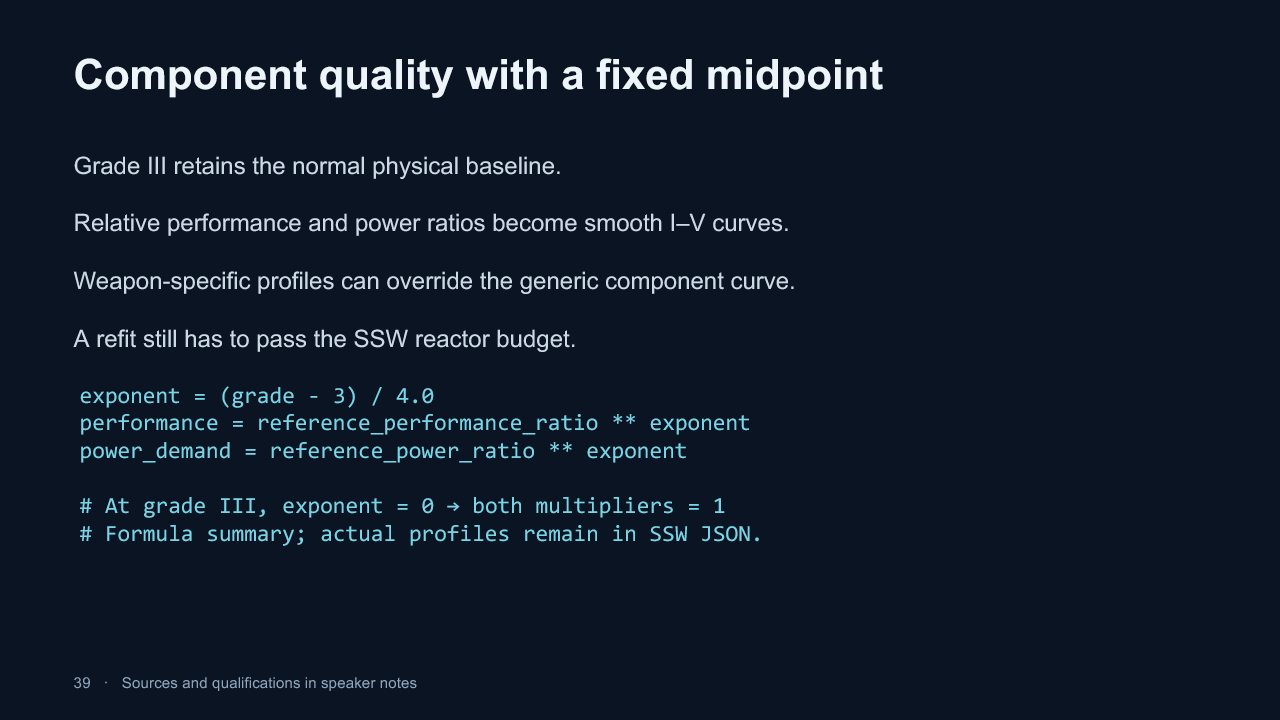 Component quality with a fixed midpoint
Grade III retains the normal physical baseline.
Relative performance and power ratios become smooth I–V curves.
Weapon-specific profiles can override the generic component curve.
A refit still has to pass the SSW reactor budget.
exponent = (grade - 3) / 4.0
performance = reference_performance_ratio ** exponent
power_demand = reference_power_ratio ** exponent
# At grade III, exponent = 0 → both multipliers = 1
# Formula summary; actual profiles remain in SSW JSON.
39 · Sources and qualifications in speaker notes